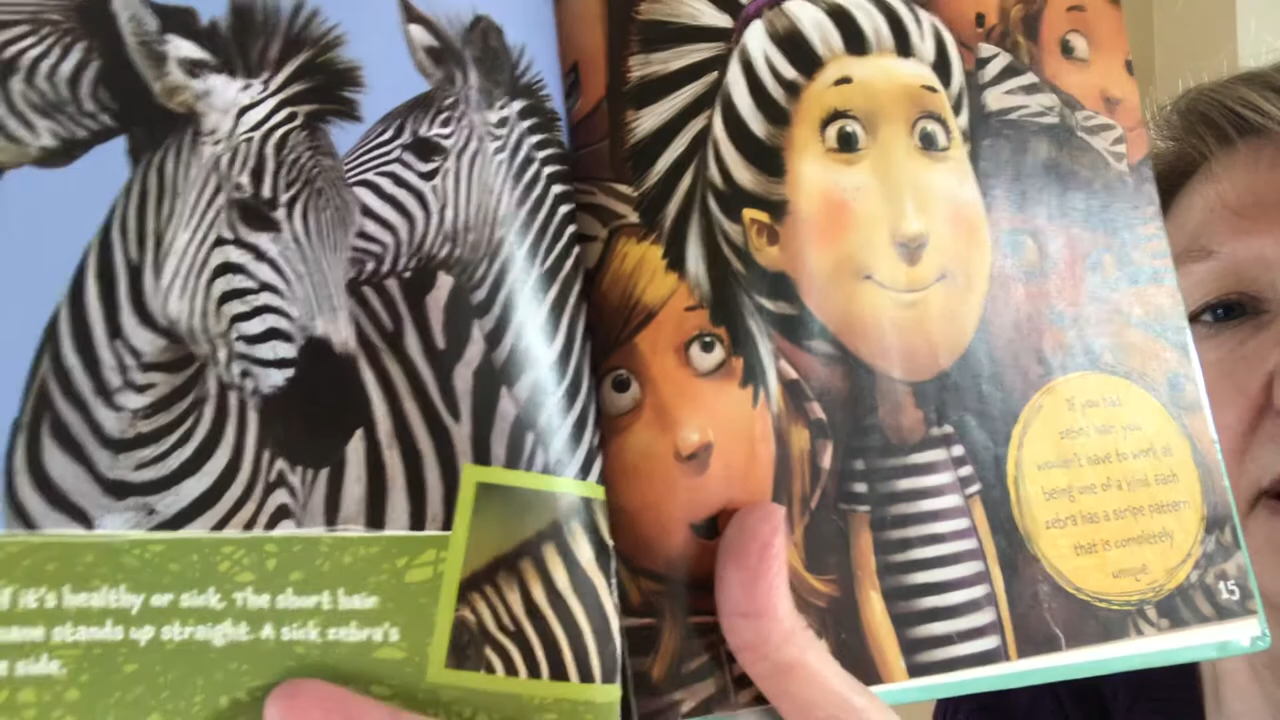 if it's healthy or sick. The short hair
mane stands up straight. A sick zebra's
e side.
If you had
zebra hair, you
wouldn't have to work at
being one of a kind. Each
zebra has a stripe pattern
that is completely
unique.
15